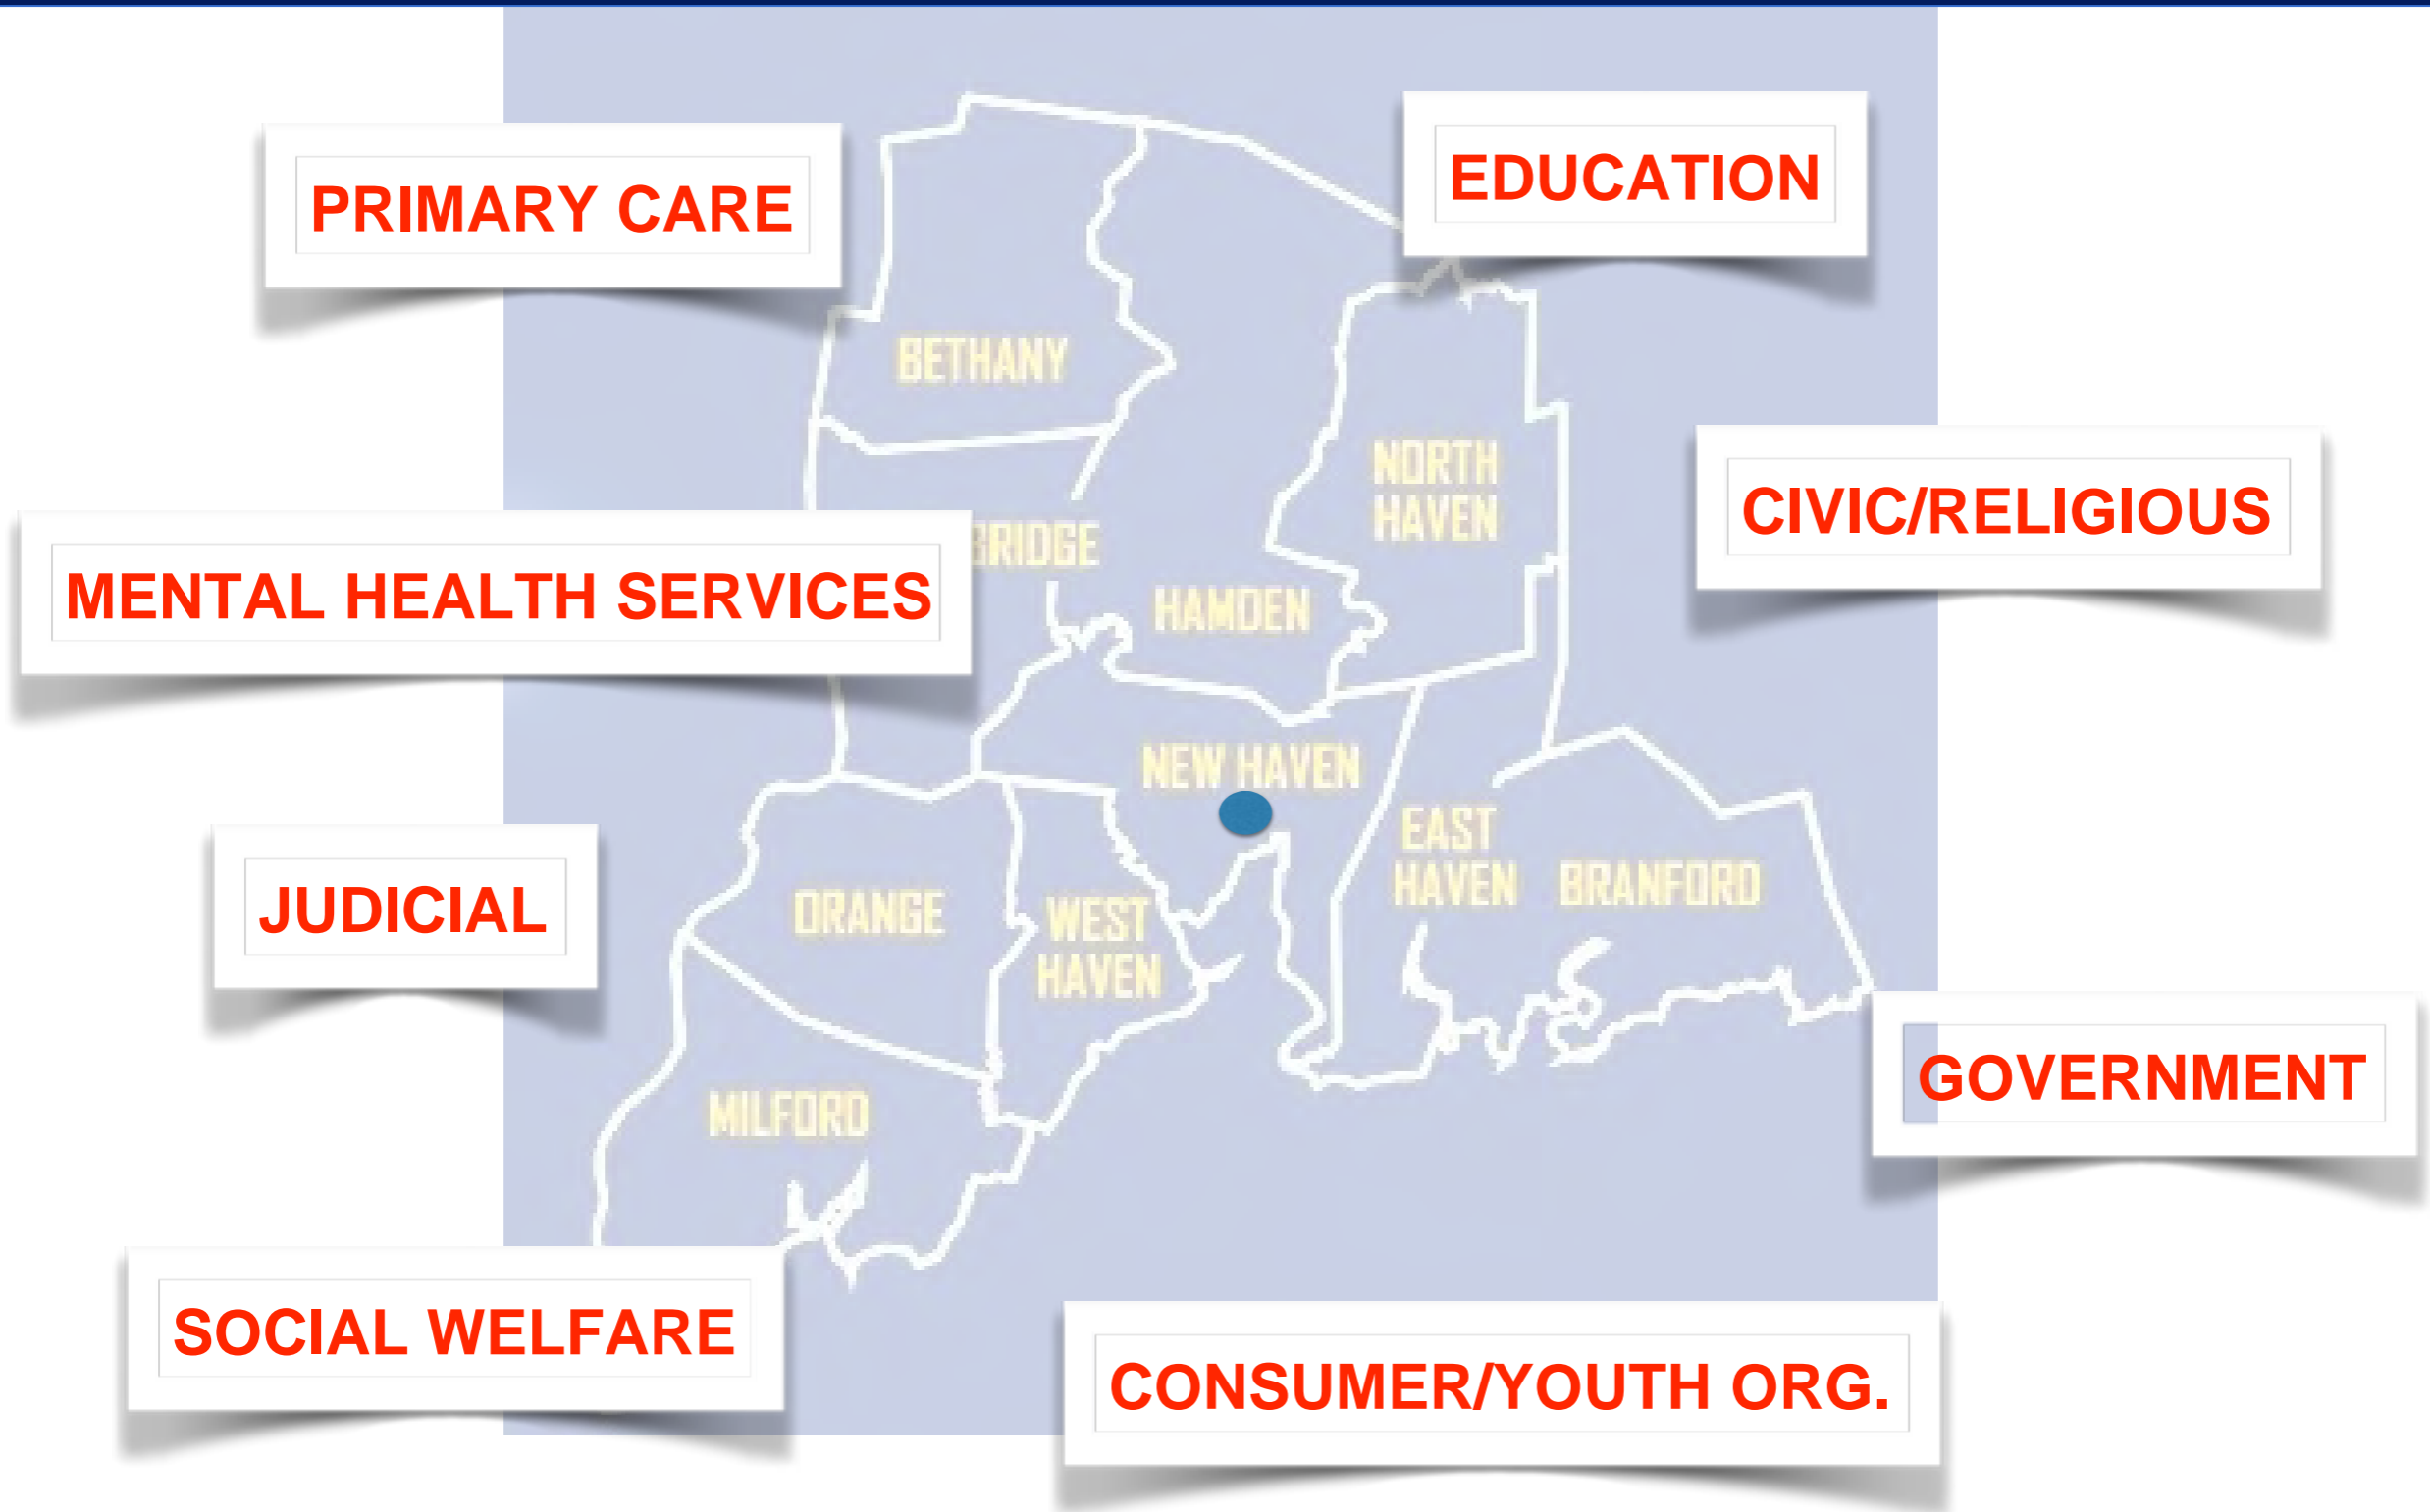 EDUCATION
PRIMARY CARE
BETHANY
NORTH
HAVEN
CIVIC/RELIGIOUS
BRIDGE
MENTAL HEALTH SERVICES
HAMDEN
NEW HAVEN
EAST
HAVEN
BRANFORD
JUDICIAL
ORANGE
WEST
HAVEN
GOVERNMENT
MILFORD
SOCIAL WELFARE
CONSUMER/YOUTH ORG.